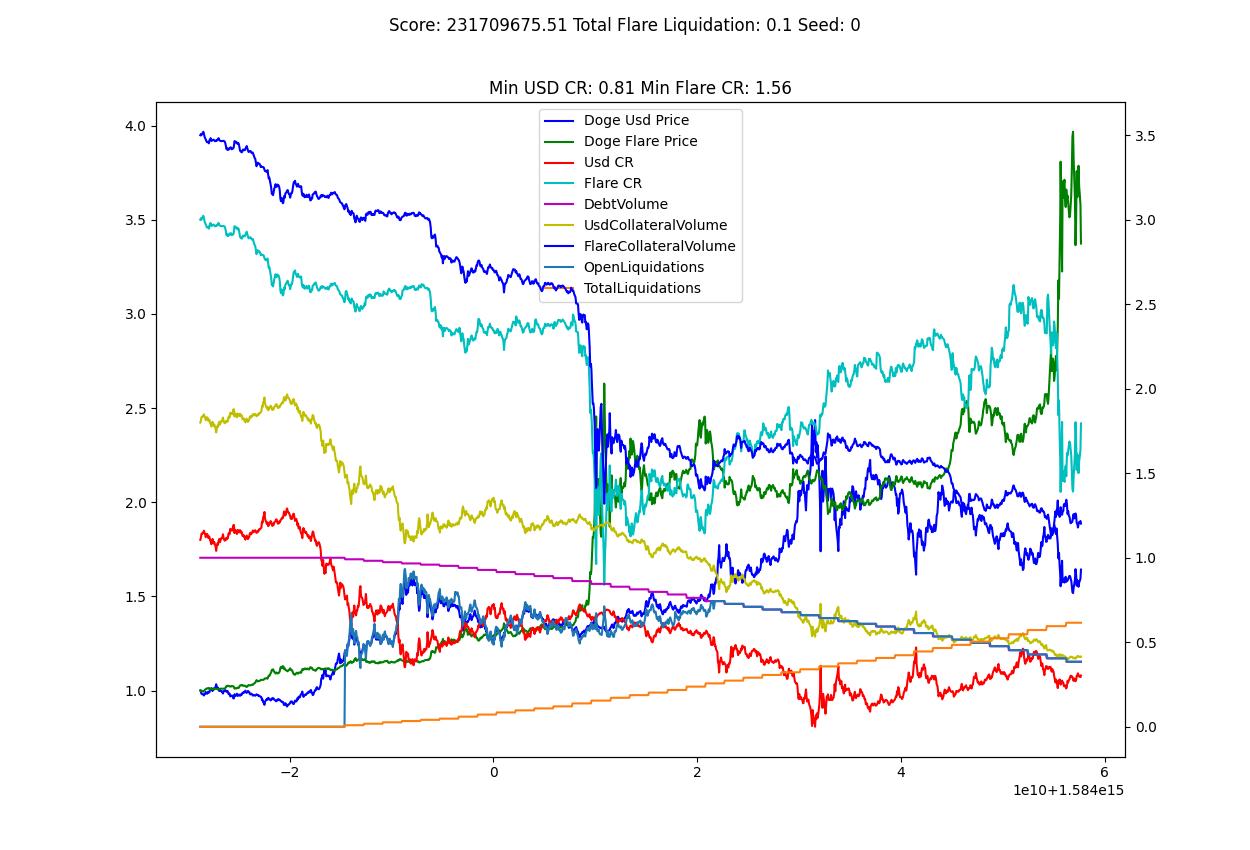 Score: 231709675.51 Total Flare Liquidation: 0.1 Seed: 0
Min USD CR: 0.81 Min Flare CR: 1.56
Doge Usd Price
Doge Flare Price
Usd CR
Flare CR
DebtVolume
UsdCollateralVolume
FlareCollateralVolume
OpenLiquidations
TotalLiquidations
4.0
3.5
3.0
2.5
2.0
1.5
1.0
3.5
3.0
2.5
2.0
1.5
1.0
0.5
0.0
−2 0 2 4 6
1e10+1.584e15